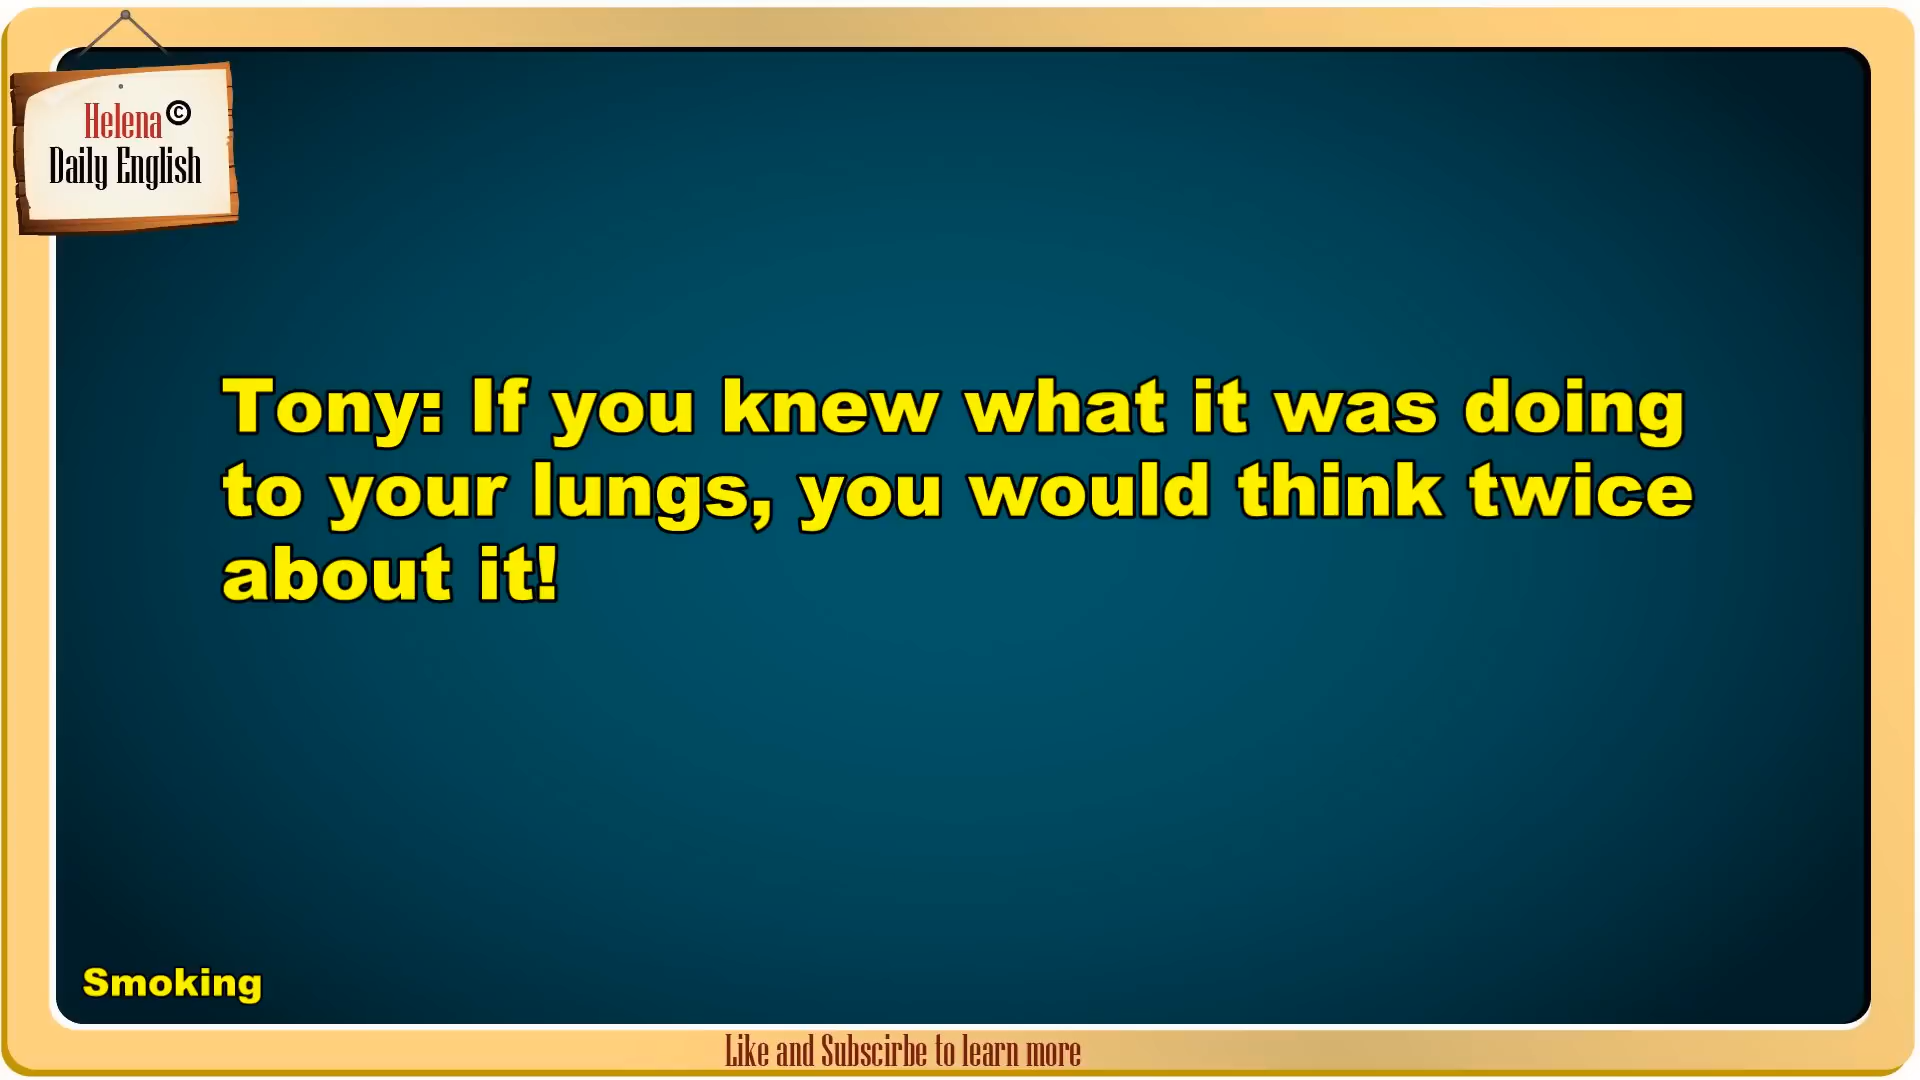 Helena©
Daily English
Tony: If you knew what it was doing
to your lungs, you would think twice
about it!
Smoking
Like and Subscirbe to learn more